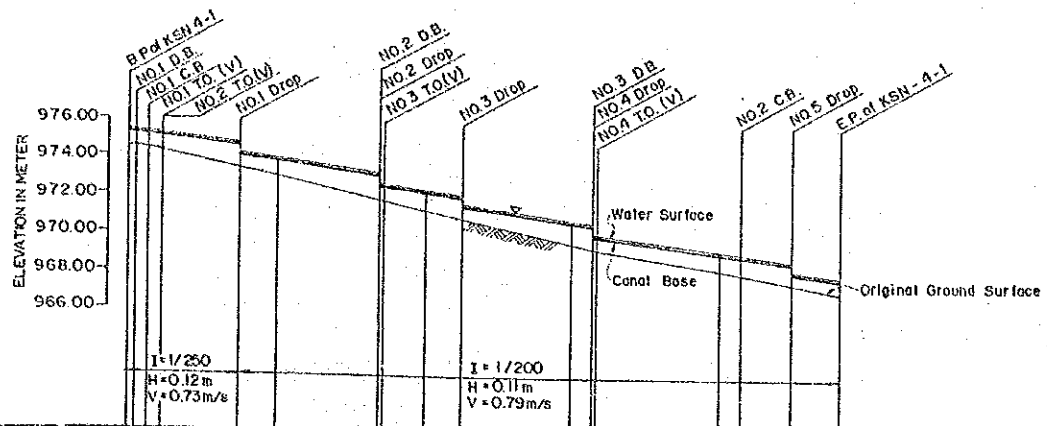 B.P.of KSN 4-1
NO.1 D.B.
NO.1 C.B.
NO.1 T.O. (V)
NO.2 T.O.(V)
NO.1 Drop
NO.2 D.B.
NO.2 Drop
NO.3 T.O(V)
NO.3 Drop
NO.3 D.B.
NO.4 Drop
NO.4 T.O. (V)
NO.2 C.B.
NO.5 Drop
E.P. of KSN-4-1
ELEVATION IN METER
976.00
974.00
972.00
970.00
968.00
966.00
Water Surface
Canal Base
Original Ground Surface
I=1/250
H=0.12m
V=0.73m/s
I=1/200
H=0.11m
V=0.79m/s